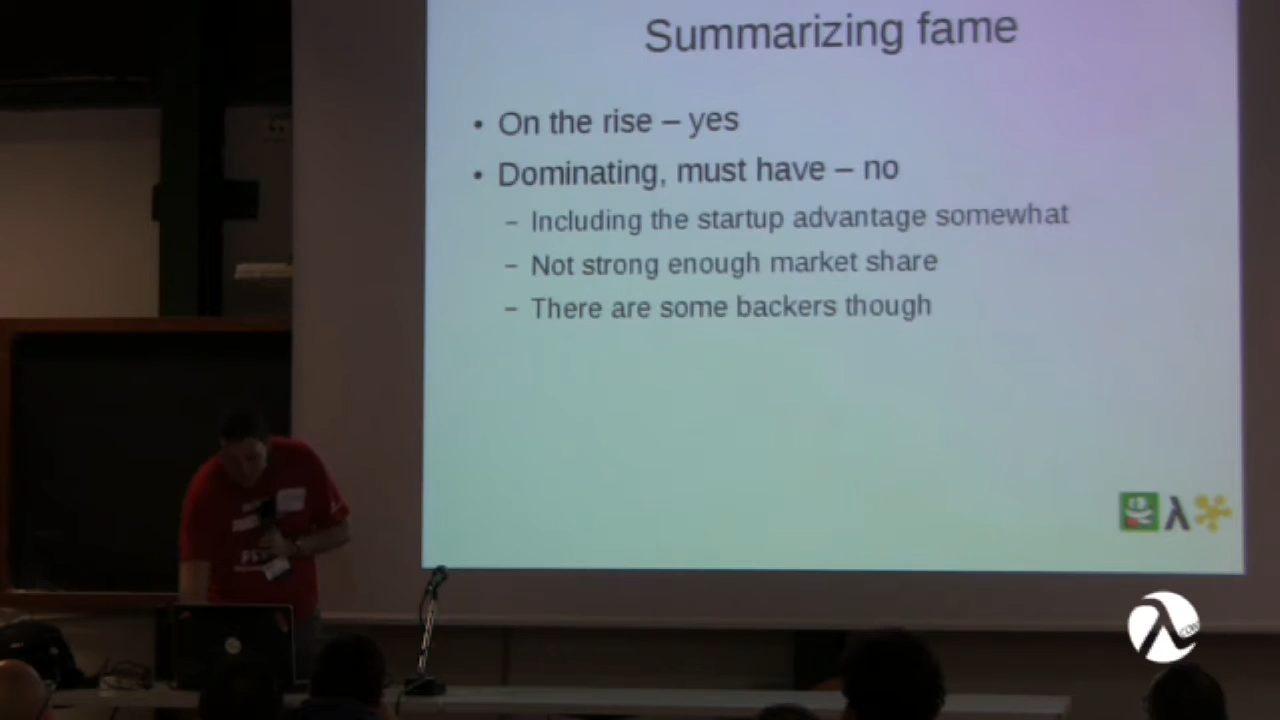 Summarizing fame
• On the rise – yes
• Dominating, must have – no
– Including the startup advantage somewhat
– Not strong enough market share
– There are some backers though
λ
λ